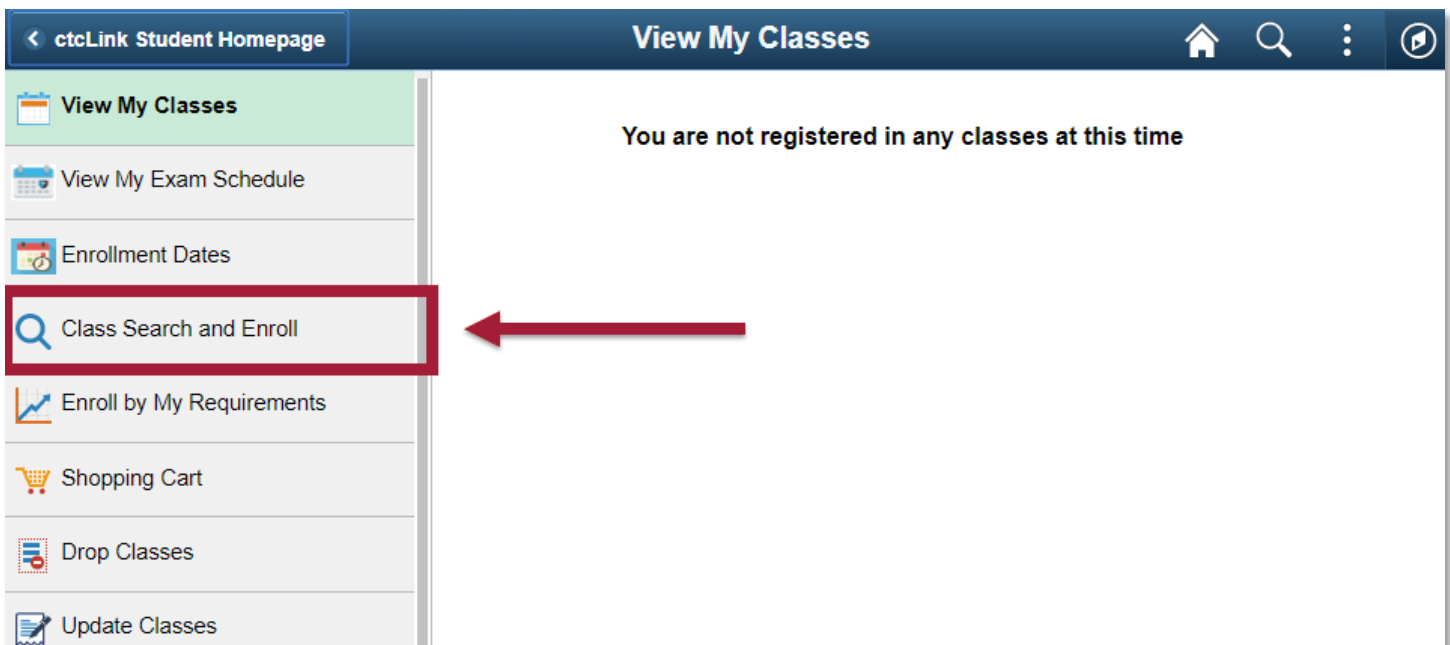 ctcLink Student Homepage
View My Classes
View My Classes
You are not registered in any classes at this time
View My Exam Schedule
Enrollment Dates
Class Search and Enroll
Enroll by My Requirements
Shopping Cart
Drop Classes
Update Classes